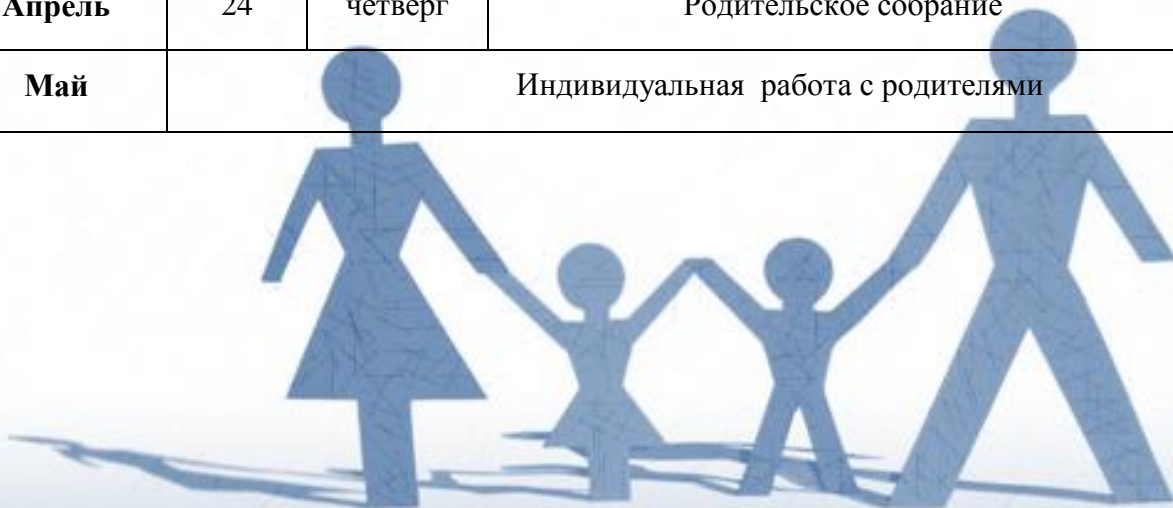 Апрель 24 четверг Родительское собрание
Май Индивидуальная работа с родителями